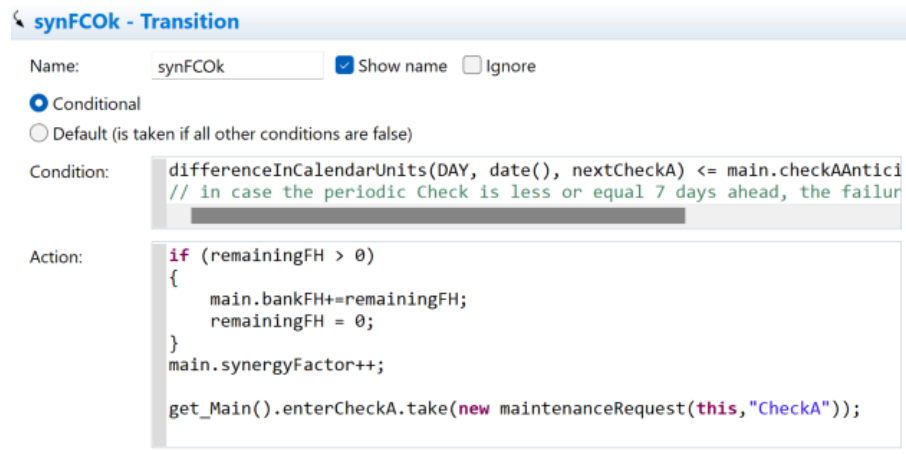 synFCOk - Transition
Name: synFCOk Show name Ignore
Conditional
Default (is taken if all other conditions are false)
Condition: differenceInCalendarUnits(DAY, date(), nextCheckA) <= main.checkAAntici
// in case the periodic Check is less or equal 7 days ahead, the failur
Action: if (remainingFH > 0)
{
main.bankFH+=remainingFH;
remainingFH = 0;
}
main.synergyFactor++;
get_Main().enterCheckA.take(new maintenanceRequest(this,"CheckA"));